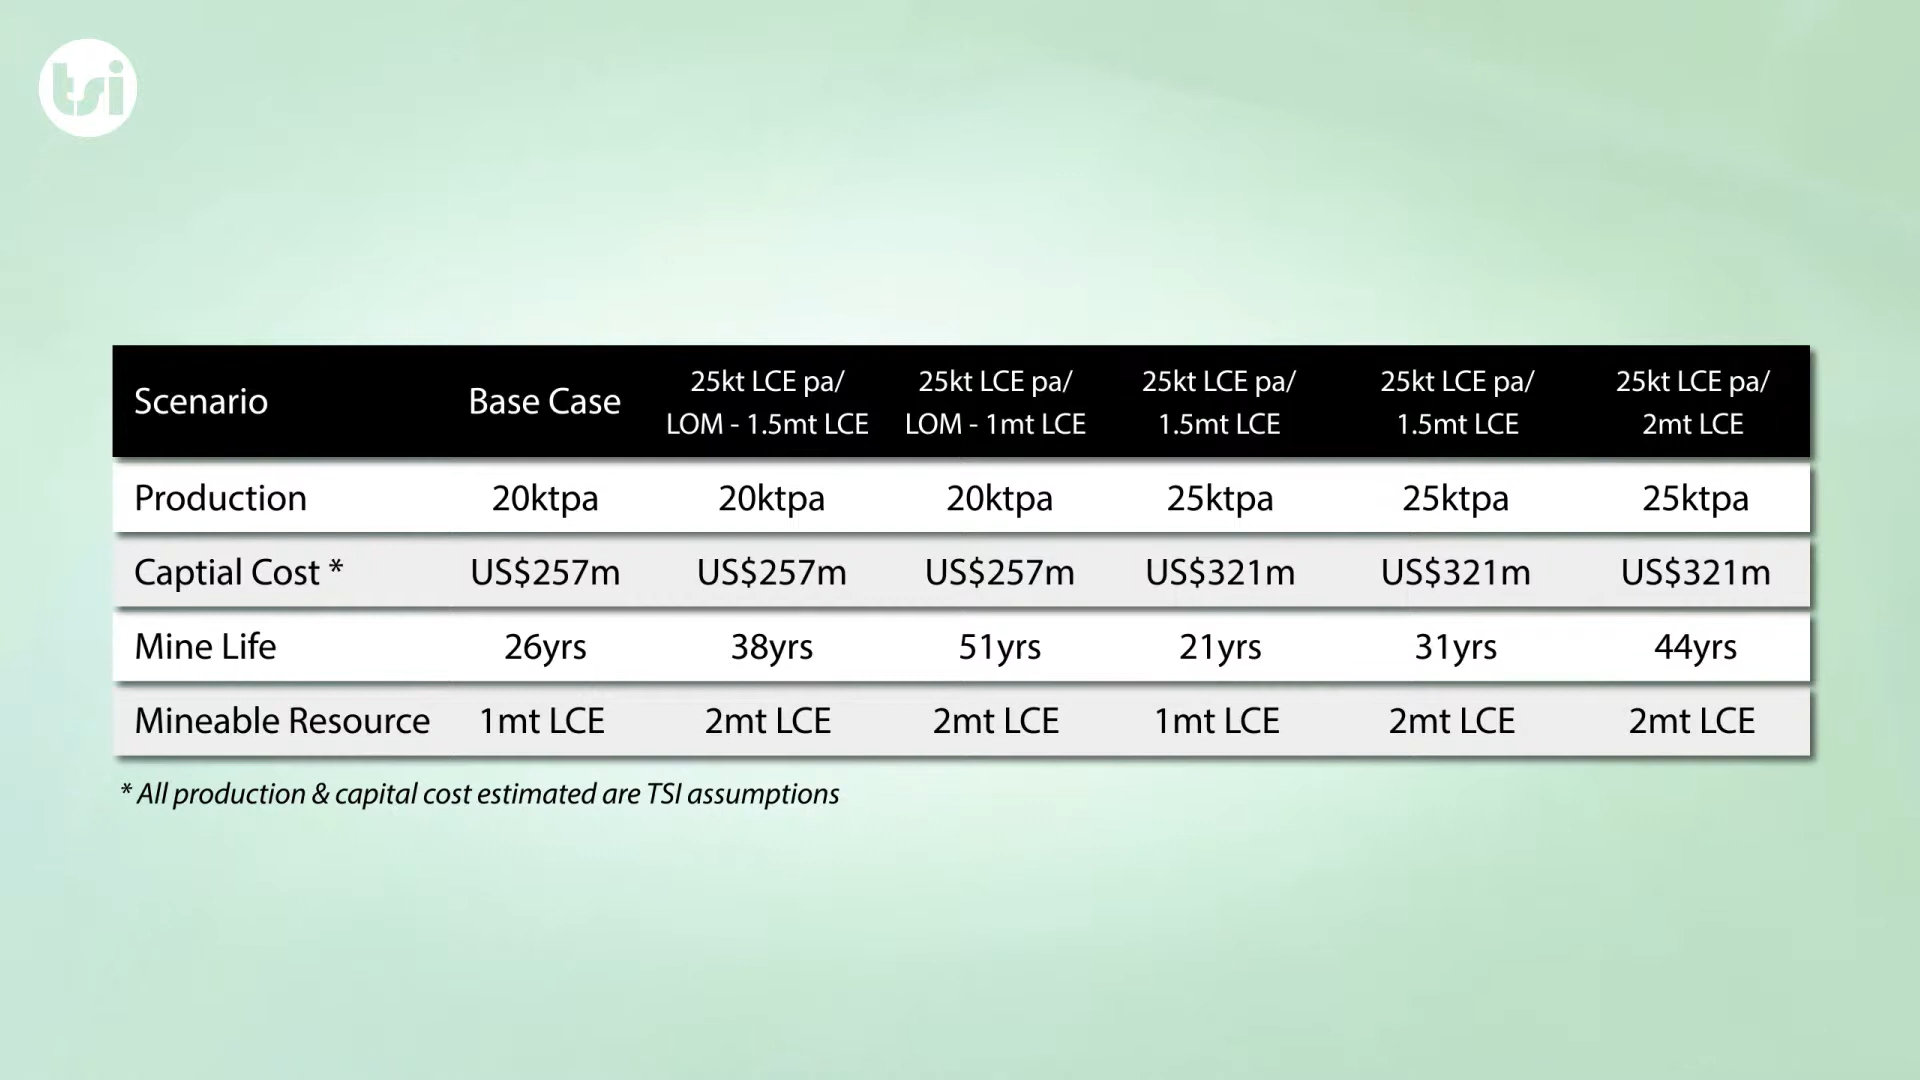 tsi
Scenario Base Case 25kt LCE pa/ LOM - 1.5mt LCE 25kt LCE pa/ LOM - 1mt LCE 25kt LCE pa/ 1.5mt LCE 25kt LCE pa/ 1.5mt LCE 25kt LCE pa/ 2mt LCE
Production 20ktpa 20ktpa 20ktpa 25ktpa 25ktpa 25ktpa
Captial Cost * US$257m US$257m US$257m US$321m US$321m US$321m
Mine Life 26yrs 38yrs 51yrs 21yrs 31yrs 44yrs
Mineable Resource 1mt LCE 2mt LCE 2mt LCE 1mt LCE 2mt LCE 2mt LCE
* All production & capital cost estimated are TSI assumptions